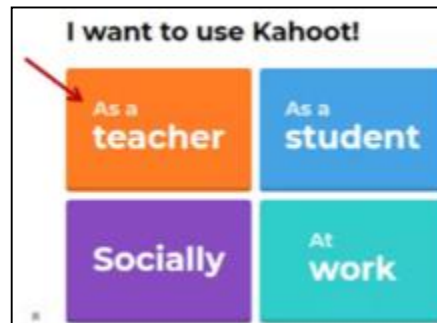 I want to use Kahoot!
As a
teacher
As a
student
Socially
At
work